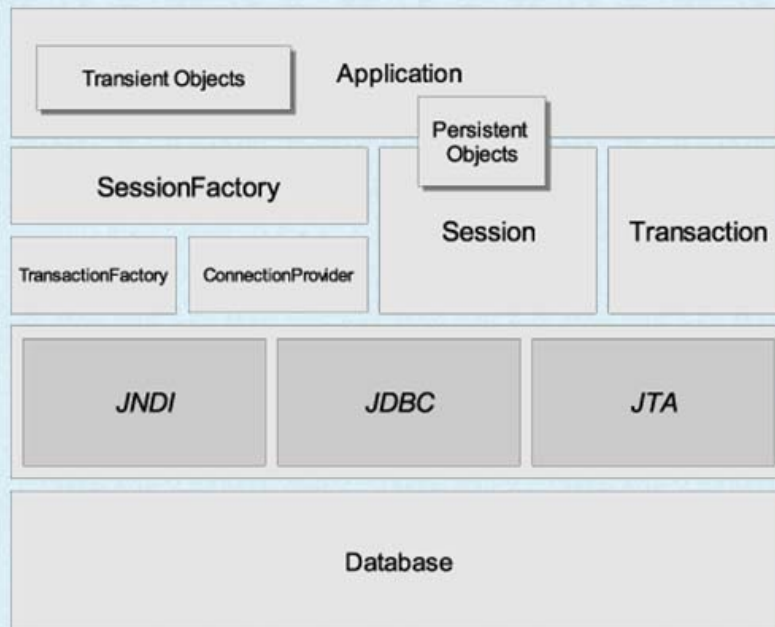 Transient Objects
Application
Persistent
Objects
SessionFactory
Session
Transaction
TransactionFactory
ConnectionProvider
JNDI
JDBC
JTA
Database